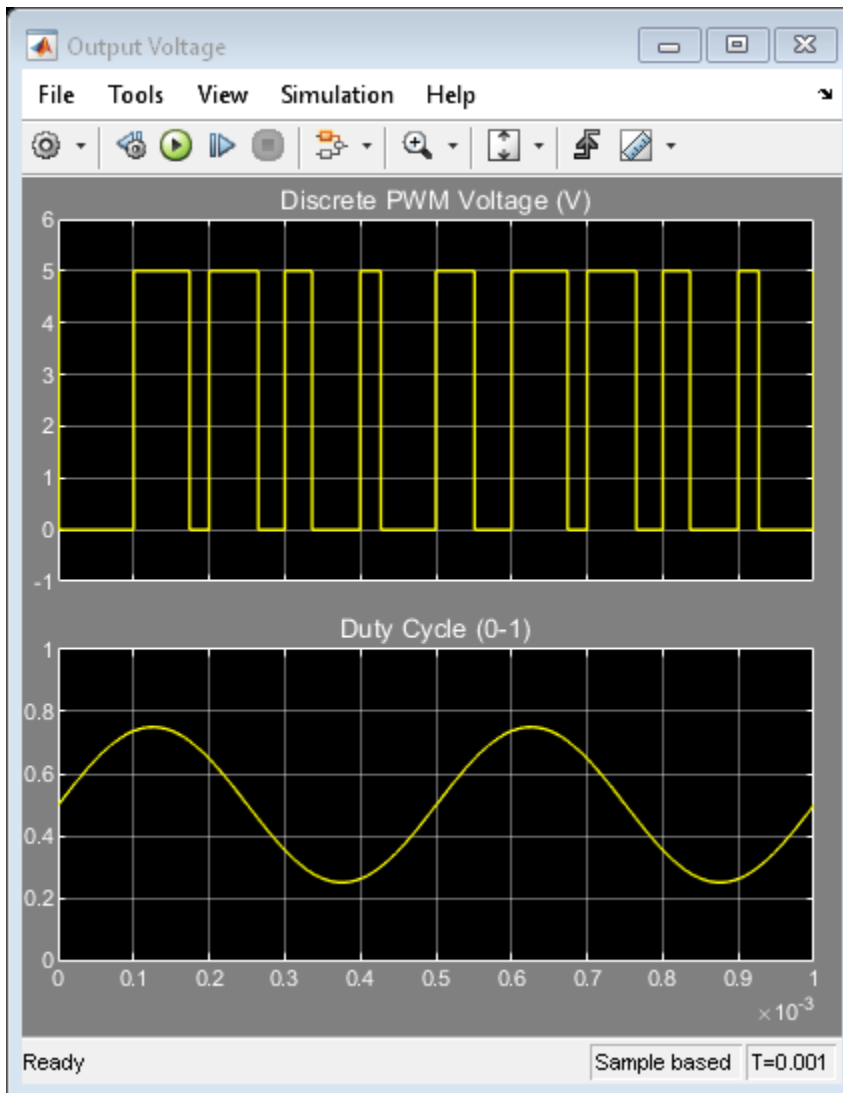 Output Voltage
File Tools View Simulation Help
Discrete PWM Voltage (V)
6
5
4
3
2
1
0
-1
Duty Cycle (0-1)
1
0.8
0.6
0.4
0.2
0
0 0.1 0.2 0.3 0.4 0.5 0.6 0.7 0.8 0.9 1
×10-3
Ready Sample based T=0.001